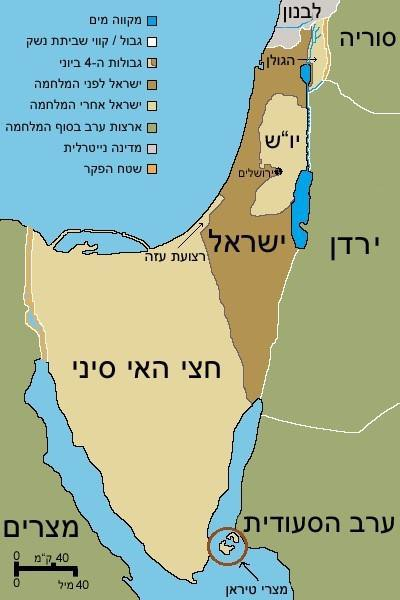 מקווה מים
גבול / קווי שביתת נשק
גבולות ה-4 ביוני
ישראל לפני המלחמה
ישראל אחרי המלחמה
ארצות ערב בסוף המלחמה
מדינה נייטרלית
שטח הפקר
לבנון
סוריה
הגולן
יו"ש
ירושלים
ישראל
ירדן
רצועת עזה
חצי האי סיני
ערב הסעודית
מצרים
0 40 ק"מ
0 40 מיל
מצרי טיראן